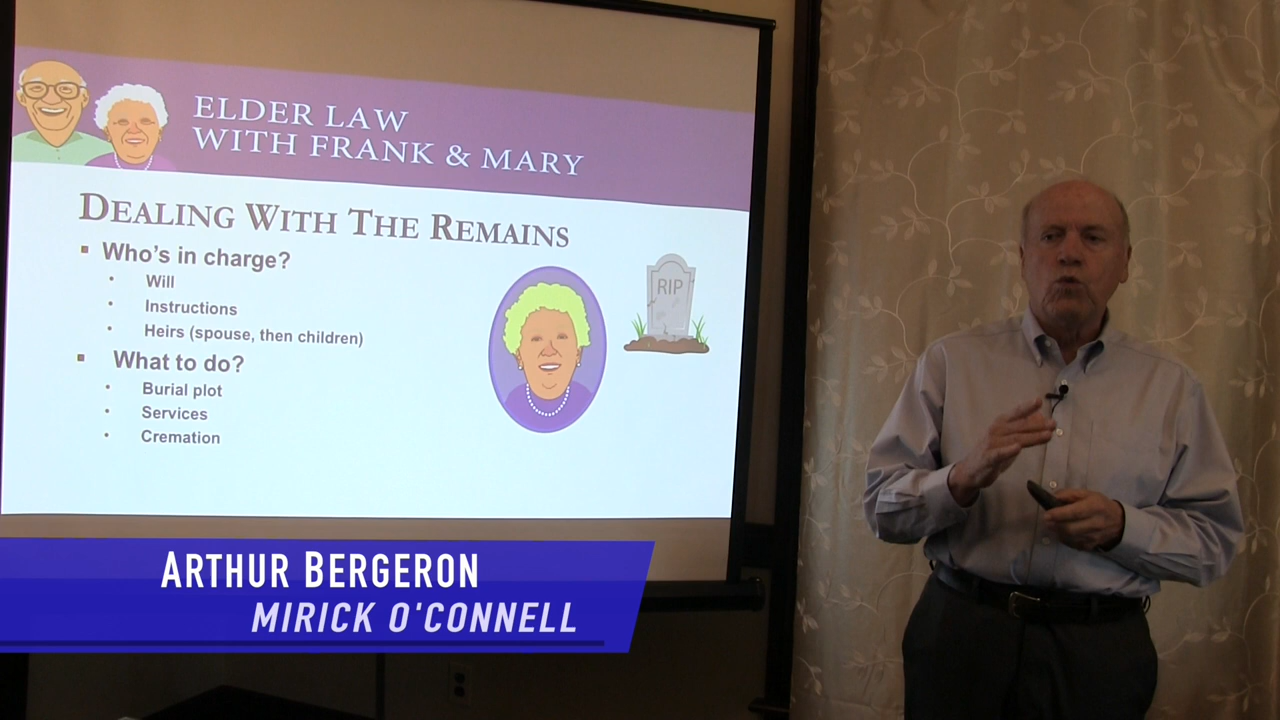 ELDER LAW
WITH FRANK & MARY
DEALING WITH THE REMAINS
▪ Who's in charge?
• Will
• Instructions
• Heirs (spouse, then children)
▪ What to do?
• Burial plot
• Services
• Cremation
RIP
ARTHUR BERGERON
MIRICK O'CONNELL